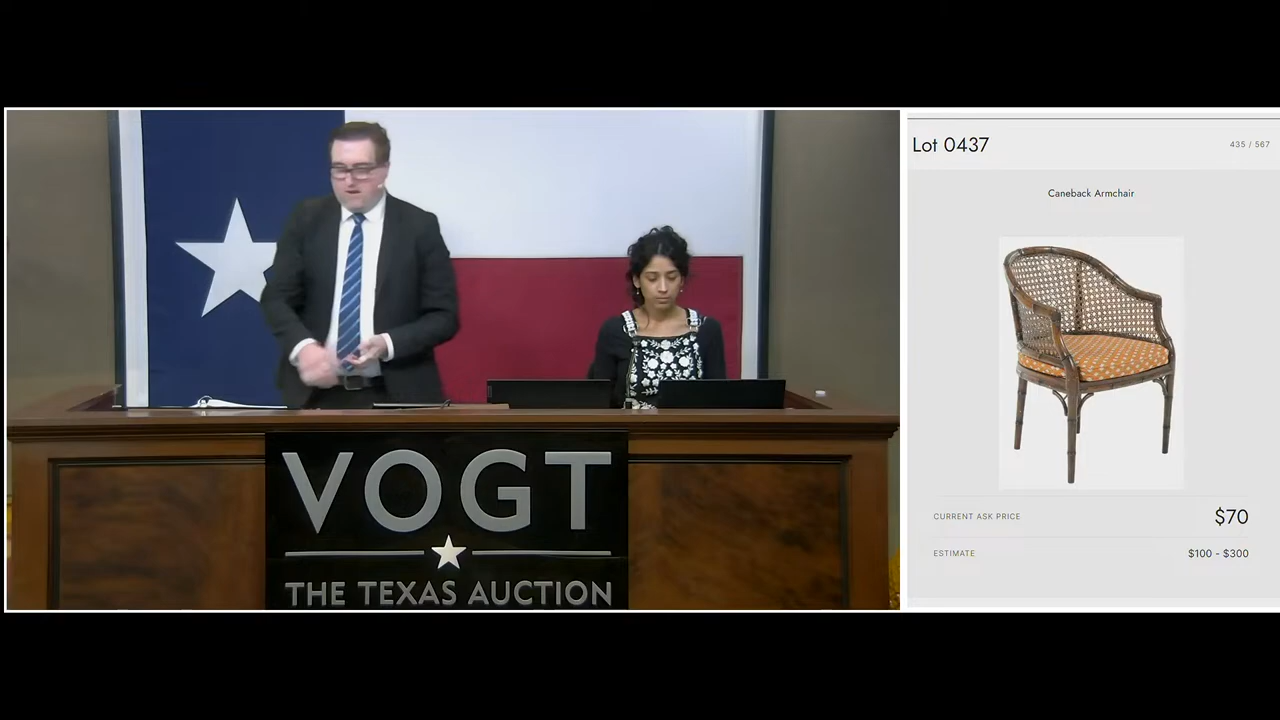 Lot 0437
435 / 567
Caneback Armchair
CURRENT ASK PRICE
$70
ESTIMATE
$100 - $300
VOGT
THE TEXAS AUCTION